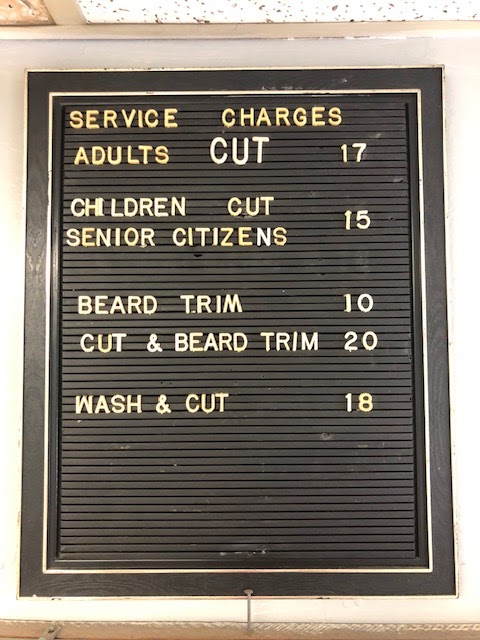 SERVICE CHARGES
ADULTS CUT 17
CHILDREN CUT
SENIOR CITIZENS 15
BEARD TRIM 10
CUT & BEARD TRIM 20
WASH & CUT 18